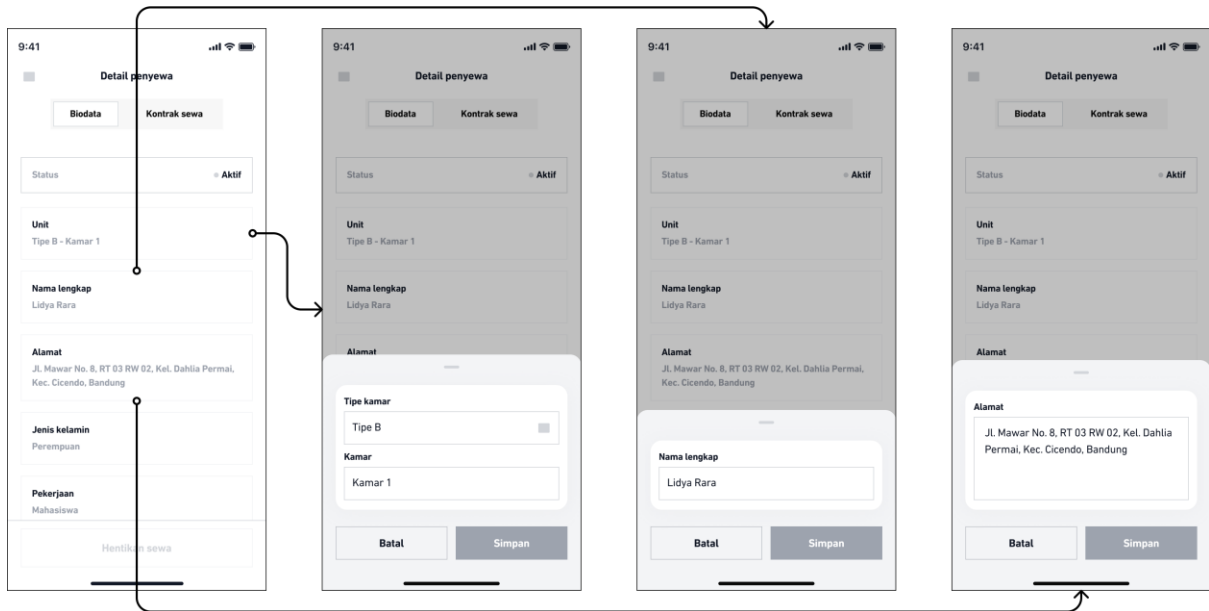 9:41
Detail penyewa
Biodata Kontrak sewa
Status Aktif
Unit
Tipe B - Kamar 1
Nama lengkap
Lidya Rara
Alamat
Jl. Mawar No. 8, RT 03 RW 02, Kel. Dahlia Permai,
Kec. Cicendo, Bandung
Jenis kelamin
Perempuan
Pekerjaan
Mahasiswa
Hentikan sewa
9:41
Detail penyewa
Biodata Kontrak sewa
Status Aktif
Unit
Tipe B - Kamar 1
Nama lengkap
Lidya Rara
Alamat
Tipe kamar
Tipe B
Kamar
Kamar 1
Batal Simpan
9:41
Detail penyewa
Biodata Kontrak sewa
Status Aktif
Unit
Tipe B - Kamar 1
Nama lengkap
Lidya Rara
Alamat
Jl. Mawar No. 8, RT 03 RW 02, Kel. Dahlia Permai,
Kec. Cicendo, Bandung
Nama lengkap
Lidya Rara
Batal Simpan
9:41
Detail penyewa
Biodata Kontrak sewa
Status Aktif
Unit
Tipe B - Kamar 1
Nama lengkap
Lidya Rara
Alamat
Alamat
Jl. Mawar No. 8, RT 03 RW 02, Kel. Dahlia
Permai, Kec. Cicendo, Bandung
Batal Simpan